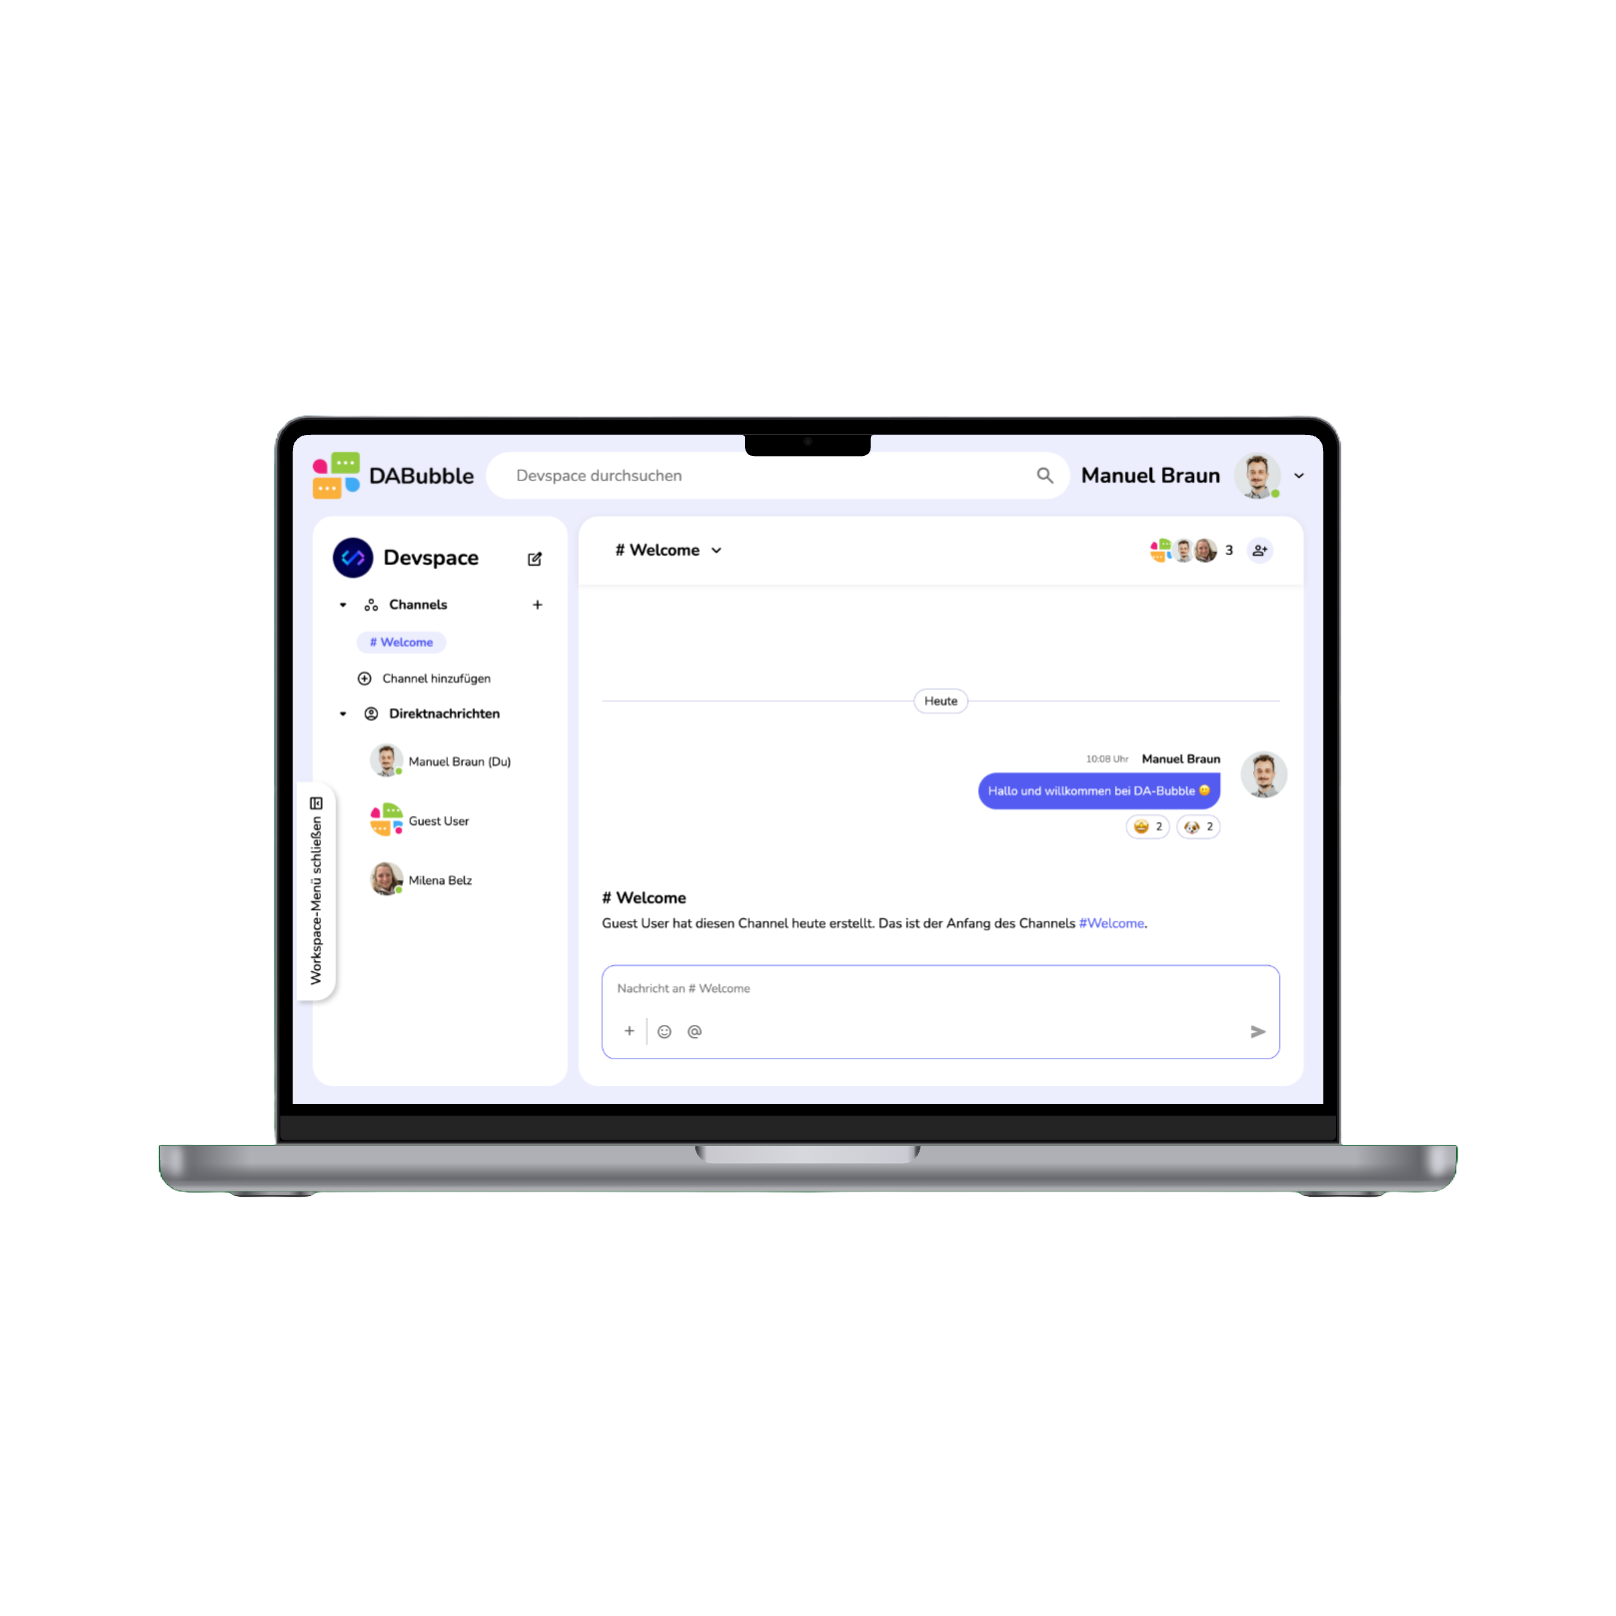 DABubble
Devspace durchsuchen
Manuel Braun
Devspace
Channels
# Welcome
Channel hinzufügen
Direktnachrichten
Manuel Braun (Du)
Guest User
Milena Belz
Workspace-Menü schließen
# Welcome
3
Heute
10:08 Uhr Manuel Braun
Hallo und willkommen bei DA-Bubble 😊
🤩 2 🐶 2
# Welcome
Guest User hat diesen Channel heute erstellt. Das ist der Anfang des Channels #Welcome.
Nachricht an # Welcome